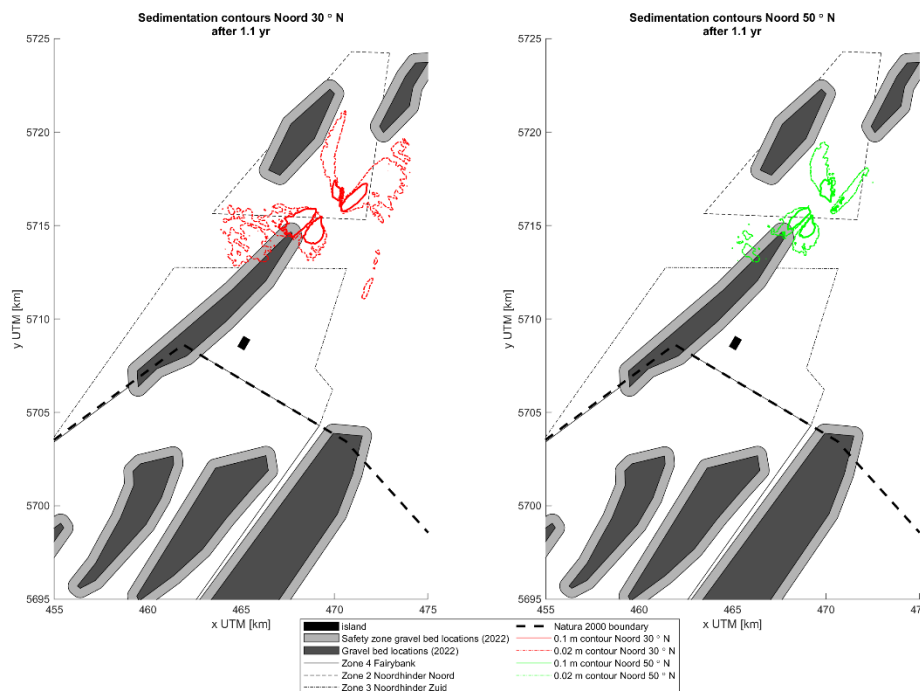 Sedimentation contours Noord 30 ° N
after 1.1 yr
Sedimentation contours Noord 50 ° N
after 1.1 yr
5725
5720
5715
5710
5705
5700
5695
y UTM [km]
455
460
465
470
475
x UTM [km]
5725
5720
5715
5710
5705
5700
5695
y UTM [km]
455
460
465
470
475
x UTM [km]
island
Safety zone gravel bed locations (2022)
Gravel bed locations (2022)
Zone 4 Fairybank
Zone 2 Noordhinder Noord
Zone 3 Noordhinder Zuid
Natura 2000 boundary
0.1 m contour Noord 30 ° N
0.02 m contour Noord 30 ° N
0.1 m contour Noord 50 ° N
0.02 m contour Noord 50 ° N